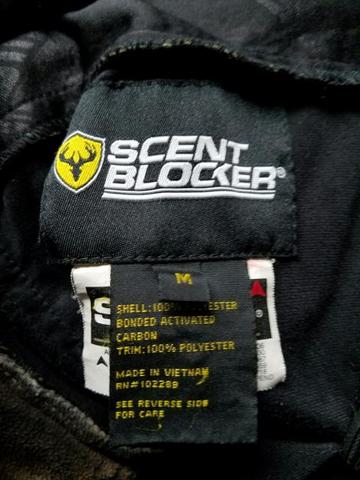 SCENT
BLOCKER®
M
SHELL: 100% POLYESTER
BONDED ACTIVATED
CARBON
TRIM: 100% POLYESTER
MADE IN VIETNAM
RN#102289
SEE REVERSE SIDE
FOR CARE